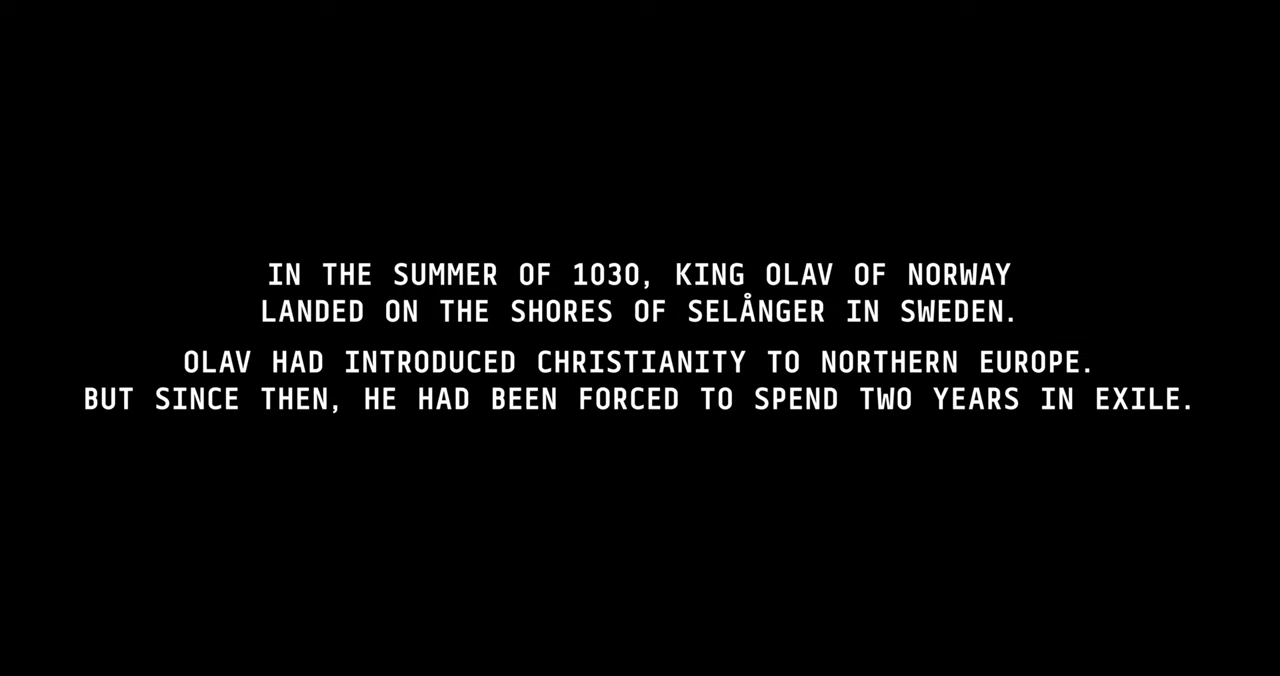 IN THE SUMMER OF 1030, KING OLAV OF NORWAY
LANDED ON THE SHORES OF SELÅNGER IN SWEDEN.
OLAV HAD INTRODUCED CHRISTIANITY TO NORTHERN EUROPE.
BUT SINCE THEN, HE HAD BEEN FORCED TO SPEND TWO YEARS IN EXILE.